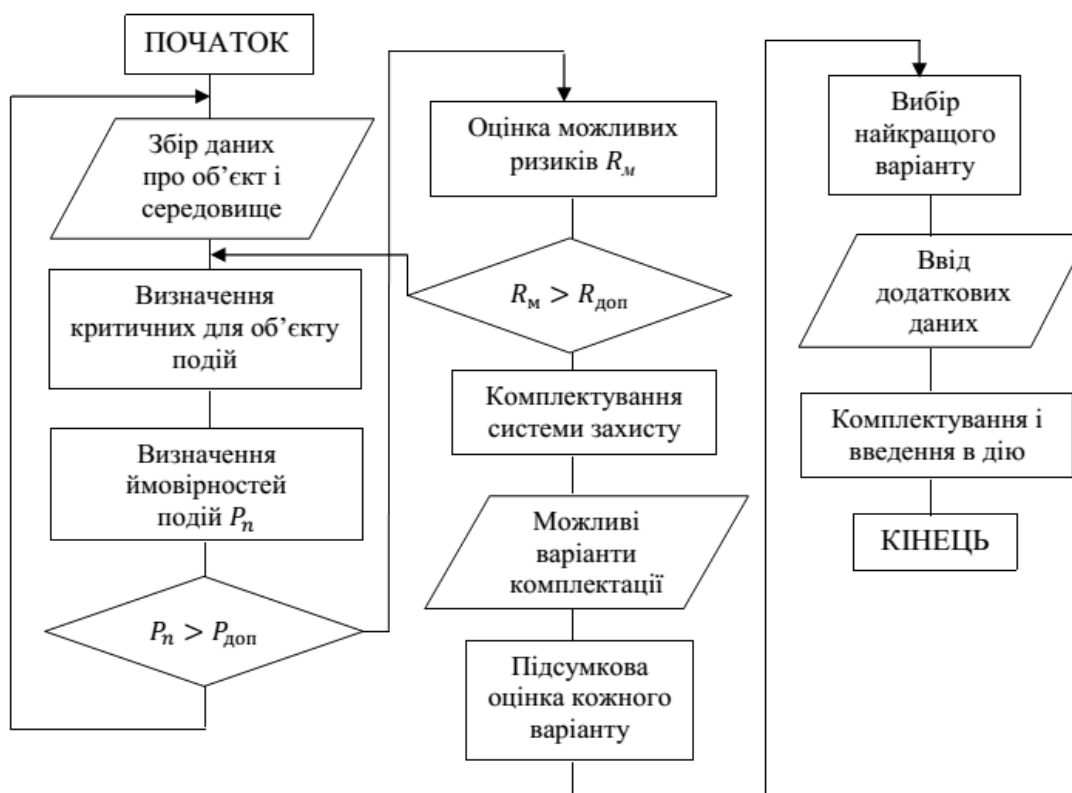 ПОЧАТОК
Збір даних
про об’єкт і
середовище
Визначення
критичних для об’єкту
подій
Визначення
ймовірностей
подій Pₙ
Pₙ > Pдоп
Оцінка можливих
ризиків Rм
Rм > Rдоп
Комплектування
системи захисту
Можливі
варіанти
комплектації
Підсумкова
оцінка кожного
варіанту
Вибір
найкращого
варіанту
Ввід
додаткових
даних
Комплектування і
введення в дію
КІНЕЦЬ